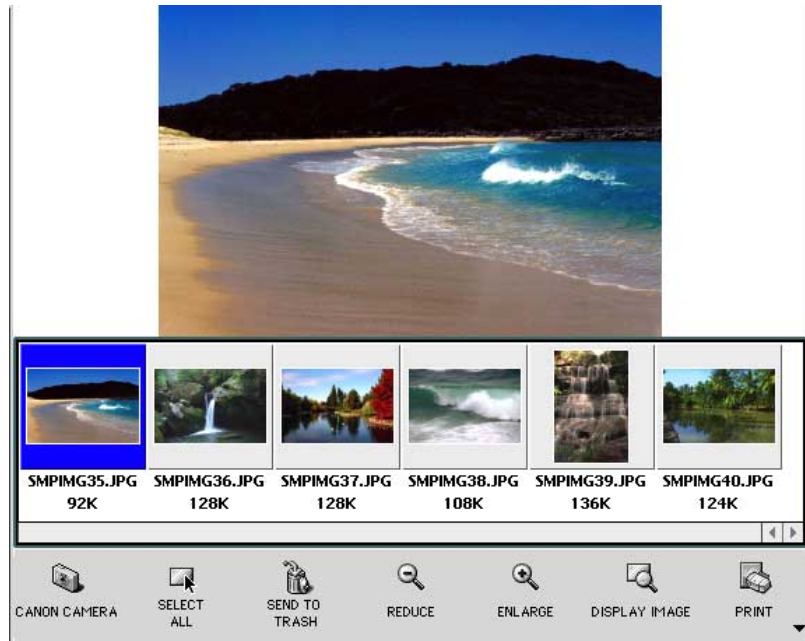 SMPIMG35.JPG SMPIMG36.JPG SMPIMG37.JPG SMPIMG38.JPG SMPIMG39.JPG SMPIMG40.JPG
92K 128K 128K 108K 136K 124K
CANON CAMERA SELECT ALL SEND TO TRASH REDUCE ENLARGE DISPLAY IMAGE PRINT